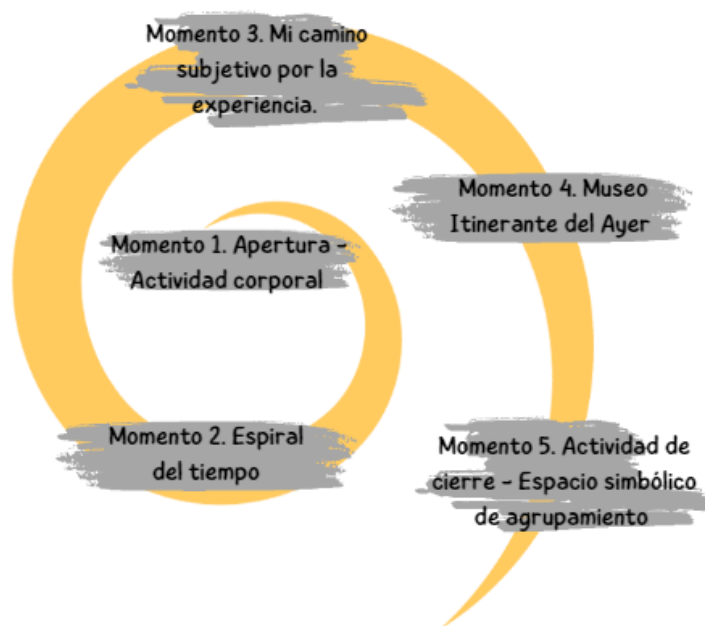 Momento 3. Mi camino
subjetivo por la
experiencia.
Momento 4. Museo
Itinerante del Ayer
Momento 1. Apertura -
Actividad corporal
Momento 2. Espiral
del tiempo
Momento 5. Actividad de
cierre - Espacio simbólico
de agrupamiento